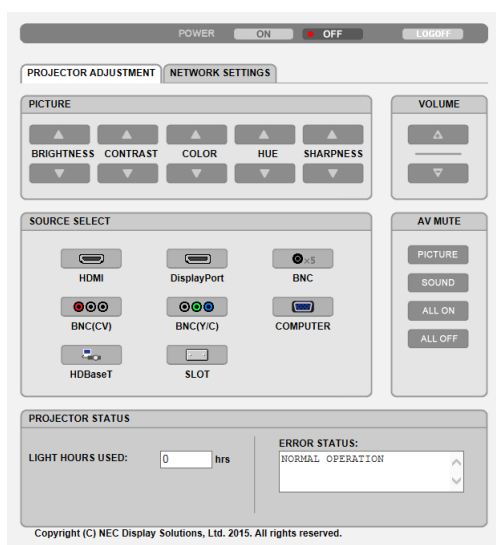 POWER ON OFF LOGOFF
PROJECTOR ADJUSTMENT NETWORK SETTINGS
PICTURE
BRIGHTNESS CONTRAST COLOR HUE SHARPNESS
VOLUME
SOURCE SELECT
HDMI DisplayPort ×5 BNC
BNC(CV) BNC(Y/C) COMPUTER
HDBaseT SLOT
AV MUTE
PICTURE
SOUND
ALL ON
ALL OFF
PROJECTOR STATUS
LIGHT HOURS USED: 0 hrs
ERROR STATUS:
NORMAL OPERATION
Copyright (C) NEC Display Solutions, Ltd. 2015. All rights reserved.